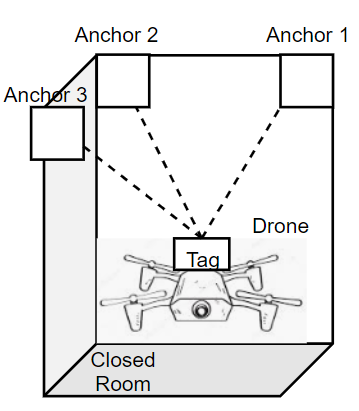 Anchor 2
Anchor 1
Anchor 3
Drone
Tag
Closed
Room